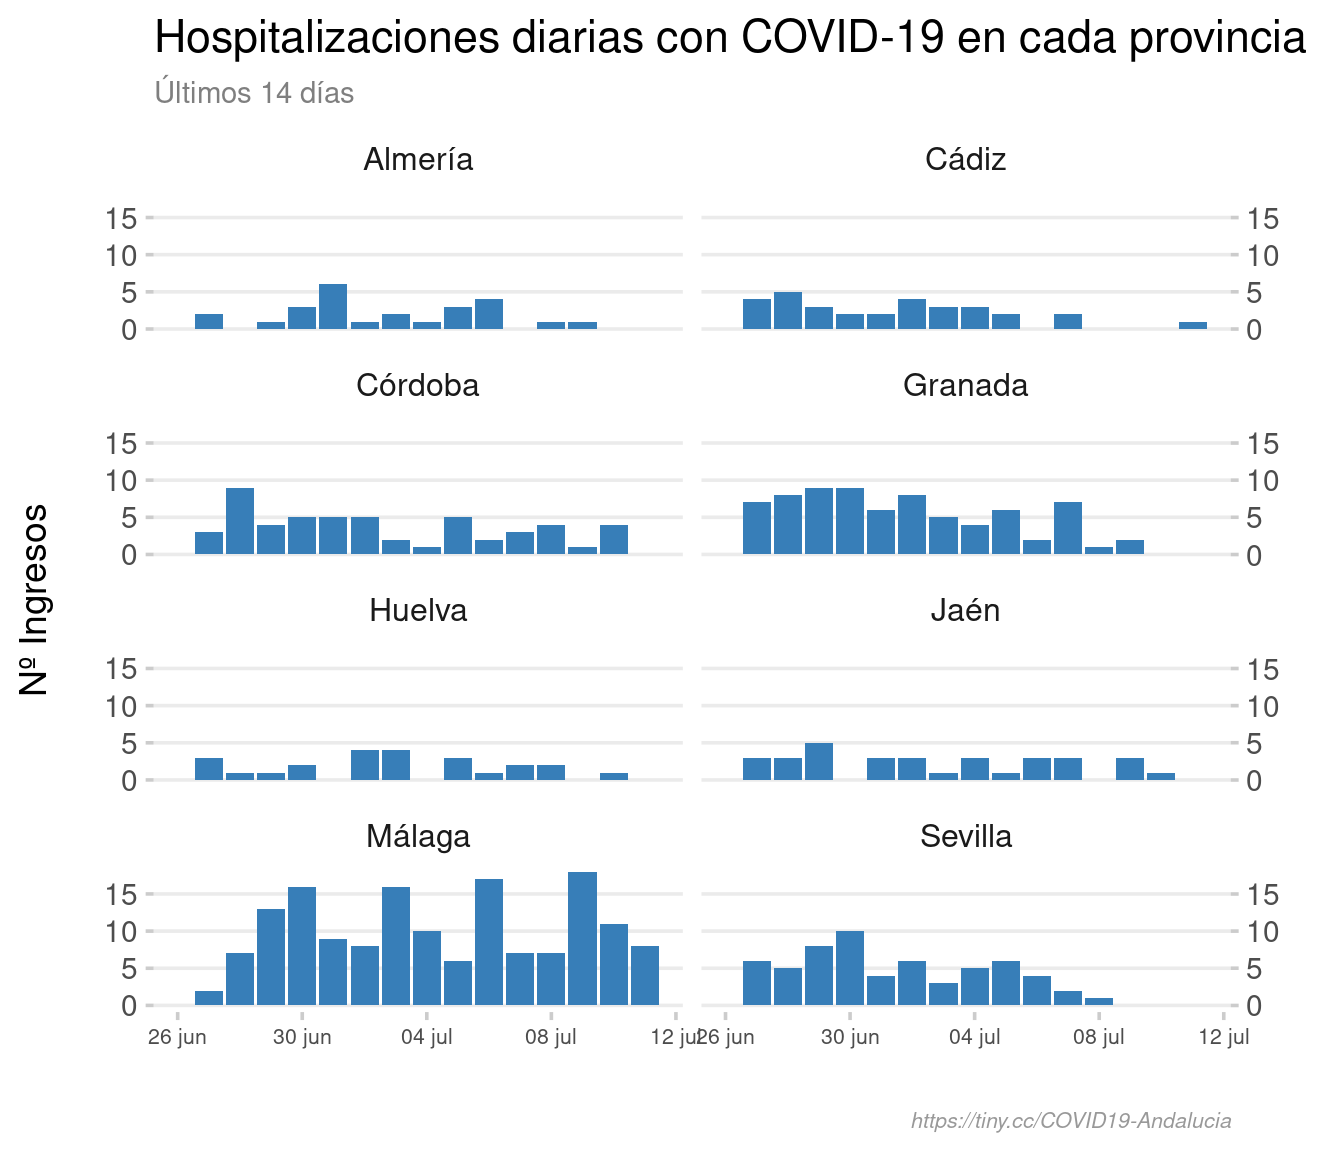 Hospitalizaciones diarias con COVID-19 en cada provincia
Últimos 14 días
Nº Ingresos
Almería
Cádiz
15
10
5
0
15
10
5
0
Córdoba
Granada
15
10
5
0
15
10
5
0
Huelva
Jaén
15
10
5
0
15
10
5
0
Málaga
Sevilla
15
10
5
0
15
10
5
0
26 jun 30 jun 04 jul 08 jul 12 jul
26 jun 30 jun 04 jul 08 jul 12 jul
https://tiny.cc/COVID19-Andalucia